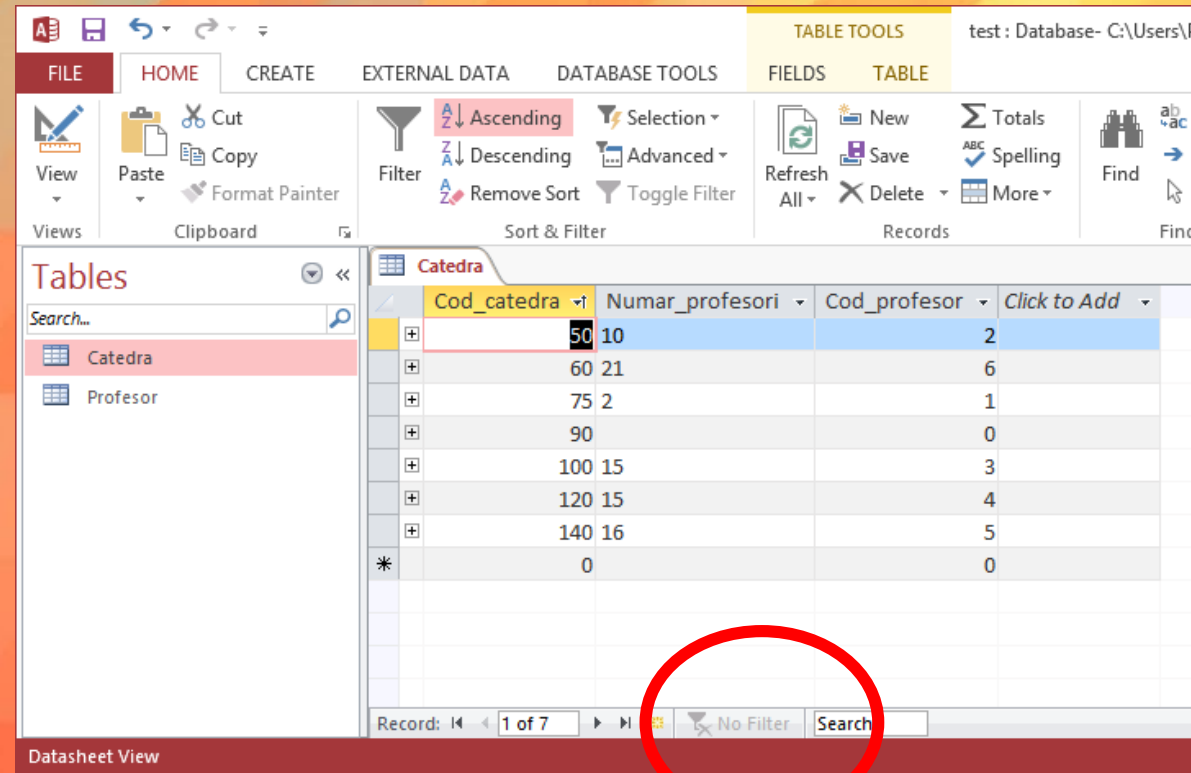 TABLE TOOLS test : Database- C:\Users\
FILE HOME CREATE EXTERNAL DATA DATABASE TOOLS FIELDS TABLE
View
Views
Paste
Cut
Copy
Format Painter
Clipboard
Filter
Ascending
Descending
Remove Sort
Selection
Advanced
Toggle Filter
Sort & Filter
Refresh
All
New
Save
Delete
Totals
Spelling
More
Records
Find
Tables
Search...
Catedra
Profesor
Catedra
Cod_catedra Numar_profesori Cod_profesor Click to Add
50 10 2
60 21 6
75 2 1
90 0
100 15 3
120 15 4
140 16 5
0 0
Record: 1 of 7 No Filter Search
Datasheet View